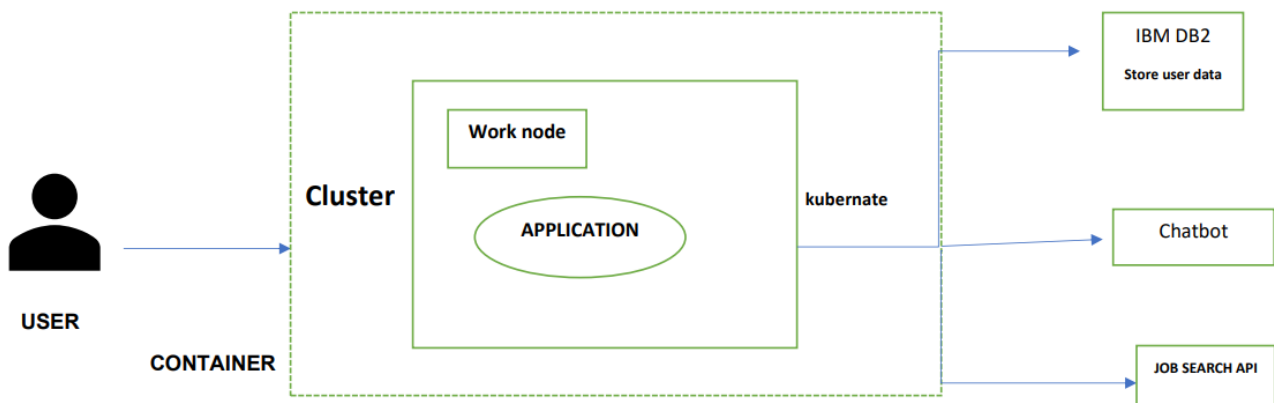 USER
CONTAINER
Cluster
Work node
APPLICATION
kubernate
IBM DB2
Store user data
Chatbot
JOB SEARCH API